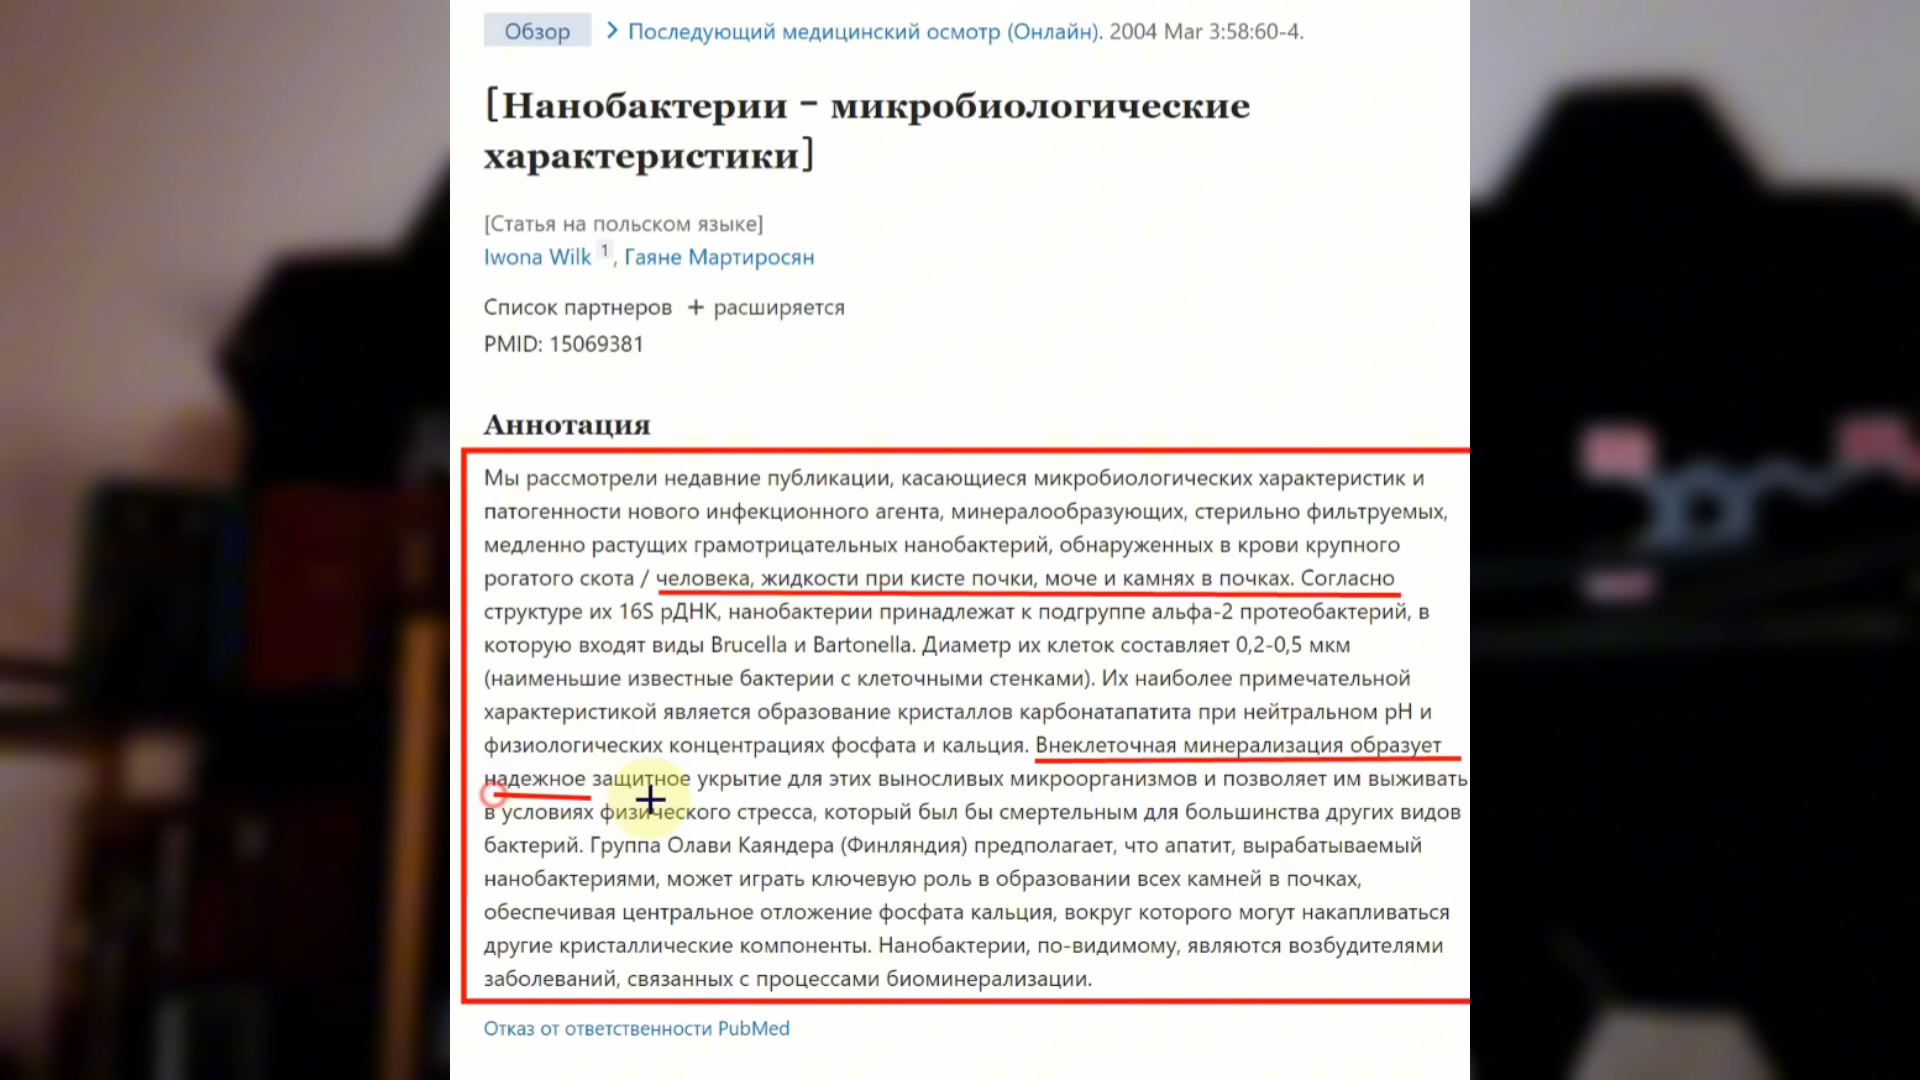 Обзор > Последующий медицинский осмотр (Онлайн). 2004 Mar 3:58:60-4.
[Нанобактерии - микробиологические
характеристики]
[Статья на польском языке]
Iwona Wilk 1, Гаяне Мартиросян
Список партнеров + расширяется
PMID: 15069381
Аннотация
Мы рассмотрели недавние публикации, касающиеся микробиологических характеристик и
патогенности нового инфекционного агента, минералообразующих, стерильно фильтруемых,
медленно растущих грамотрицательных нанобактерий, обнаруженных в крови крупного
рогатого скота / человека, жидкости при кисте почки, моче и камнях в почках. Согласно
структуре их 16S рДНК, нанобактерии принадлежат к подгруппе альфа-2 протеобактерий, в
которую входят виды Brucella и Bartonella. Диаметр их клеток составляет 0,2-0,5 мкм
(наименьшие известные бактерии с клеточными стенками). Их наиболее примечательной
характеристикой является образование кристаллов карбонатапатита при нейтральном pH и
физиологических концентрациях фосфата и кальция. Внеклеточная минерализация образует
надежное защитное укрытие для этих выносливых микроорганизмов и позволяет им выживать
в условиях физического стресса, который был бы смертельным для большинства других видов
бактерий. Группа Олави Каяндера (Финляндия) предполагает, что апатит, вырабатываемый
нанобактериями, может играть ключевую роль в образовании всех камней в почках,
обеспечивая центральное отложение фосфата кальция, вокруг которого могут накапливаться
другие кристаллические компоненты. Нанобактерии, по-видимому, являются возбудителями
заболеваний, связанных с процессами биоминерализации.
Отказ от ответственности PubMed